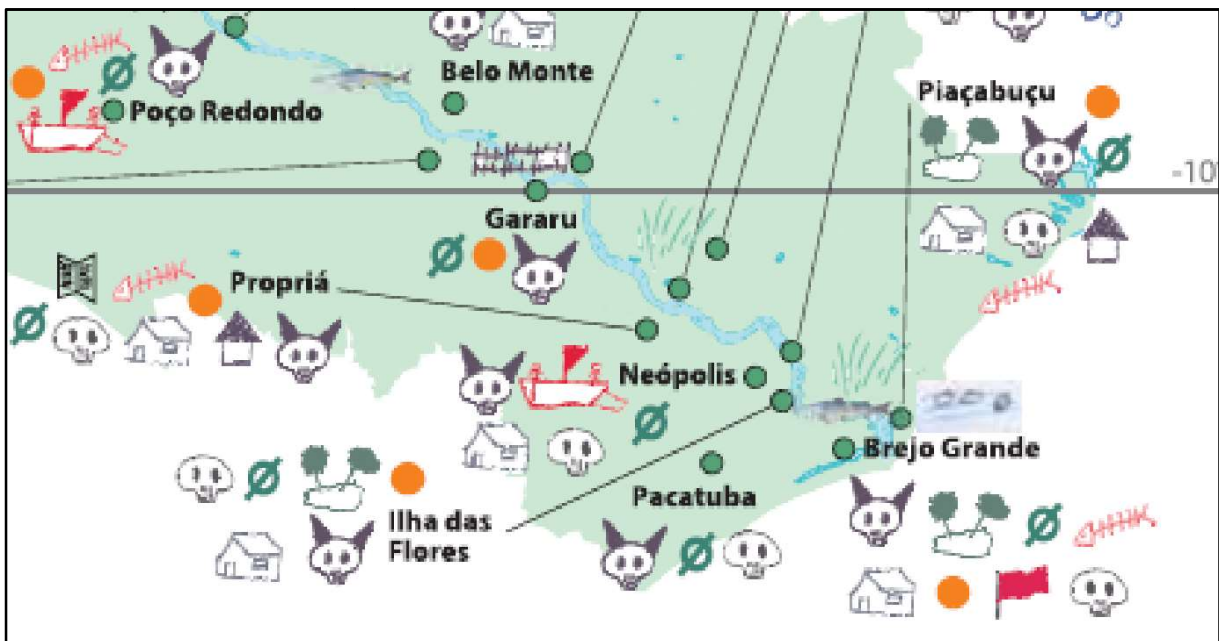 Belo Monte
Poço Redondo
Piaçabuçu
-10
Gararu
Propriá
Neópolis
Brejo Grande
Pacatuba
Ilha das
Flores